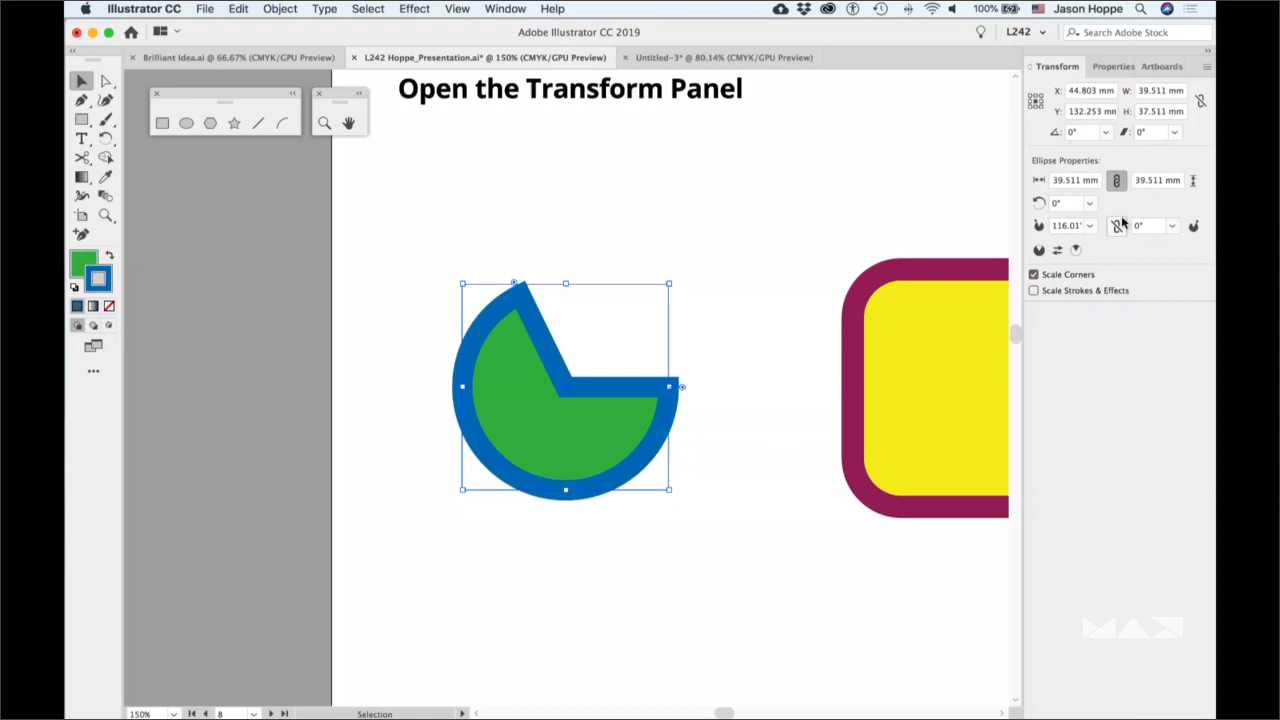 Illustrator CC File Edit Object Type Select Effect View Window Help 100% Jason Hoppe
Adobe Illustrator CC 2019 L242 Search Adobe Stock
Brilliant Idea.ai @ 66.67% (CMYK/GPU Preview) L242 Hoppe_Presentation.ai* @ 150% (CMYK/GPU Preview) Untitled-3* @ 80.14% (CMYK/GPU Preview)
Transform Properties Artboards
Open the Transform Panel
X: 44.803 mm W: 39.511 mm
Y: 132.253 mm H: 37.511 mm
0° 0°
Ellipse Properties:
39.511 mm 39.511 mm
0°
116.01° 0°
Scale Corners
Scale Strokes & Effects
MAX
150% 8 Selection